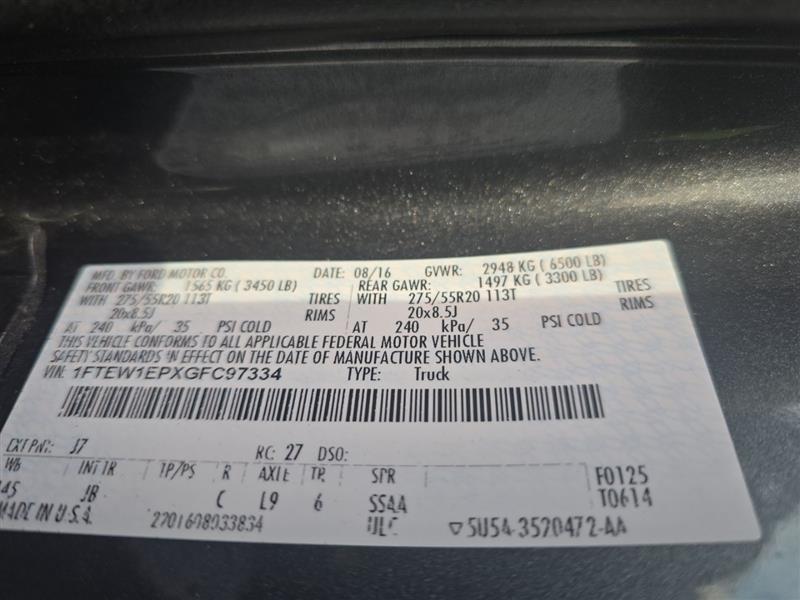 MFD. BY FORD MOTOR CO. DATE: 08/16 GVWR: 2948 KG ( 6500 LB)
FRONT GAWR: 1565 KG ( 3450 LB) REAR GAWR: 1497 KG ( 3300 LB)
WITH 275/55R20 113T TIRES WITH 275/55R20 113T TIRES
20x8.5J RIMS 20x8.5J RIMS
AT 240 kPa/ 35 PSI COLD AT 240 kPa/ 35 PSI COLD
THIS VEHICLE CONFORMS TO ALL APPLICABLE FEDERAL MOTOR VEHICLE
SAFETY STANDARDS IN EFFECT ON THE DATE OF MANUFACTURE SHOWN ABOVE.
VIN: 1FTEW1EPXGFC97334 TYPE: Truck
EXT PNT: J7 RC: 27 DSO:
WB INT TR TP/PS R AXLE TR SPR F0125
145 JB C L9 6 SSAA T0614
MADE IN U.S.A. ULC ▽5U54-3520472-AA